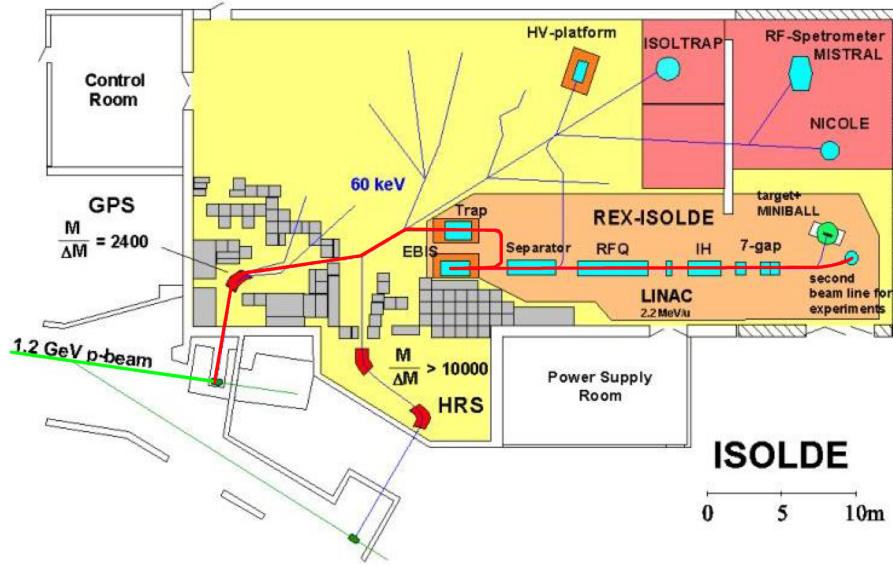 HV-platform
ISOLTRAP
RF-Spetrometer
MISTRAL
Control
Room
NICOLE
60 keV
GPS
M
ΔM
= 2400
Trap
REX-ISOLDE
target+
MINIBALL
EBIS
Separator
RFQ
IH
7-gap
LINAC
2.2 MeV/u
second
beam line for
experiments
1.2 GeV p-beam
M
ΔM
> 10000
HRS
Power Supply
Room
ISOLDE
0 5 10m